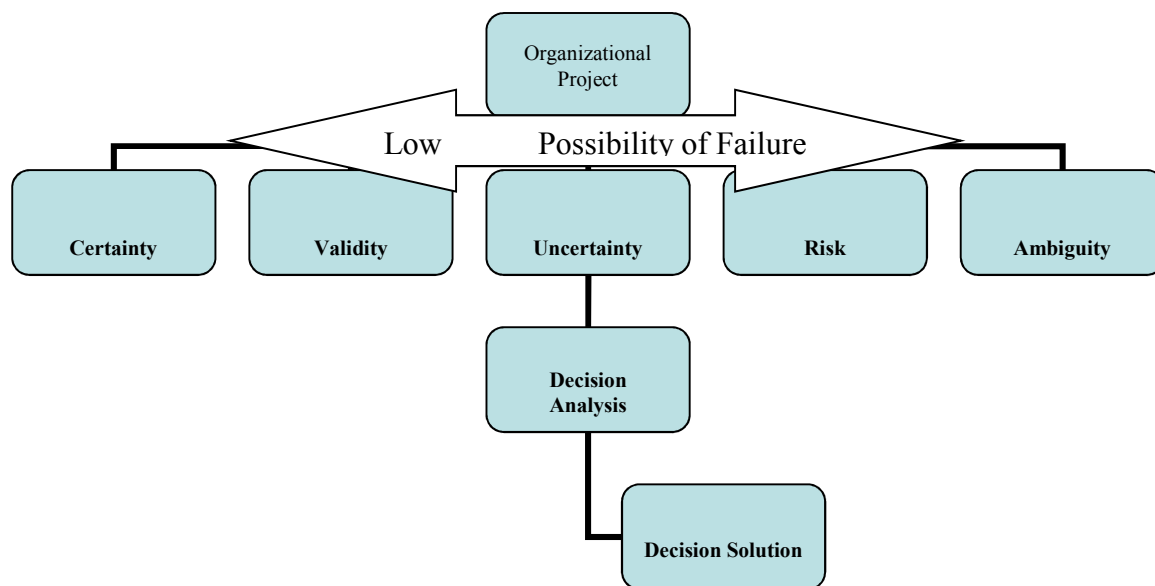 Organizational
Project
Low Possibility of Failure
Certainty
Validity
Uncertainty
Risk
Ambiguity
Decision
Analysis
Decision Solution